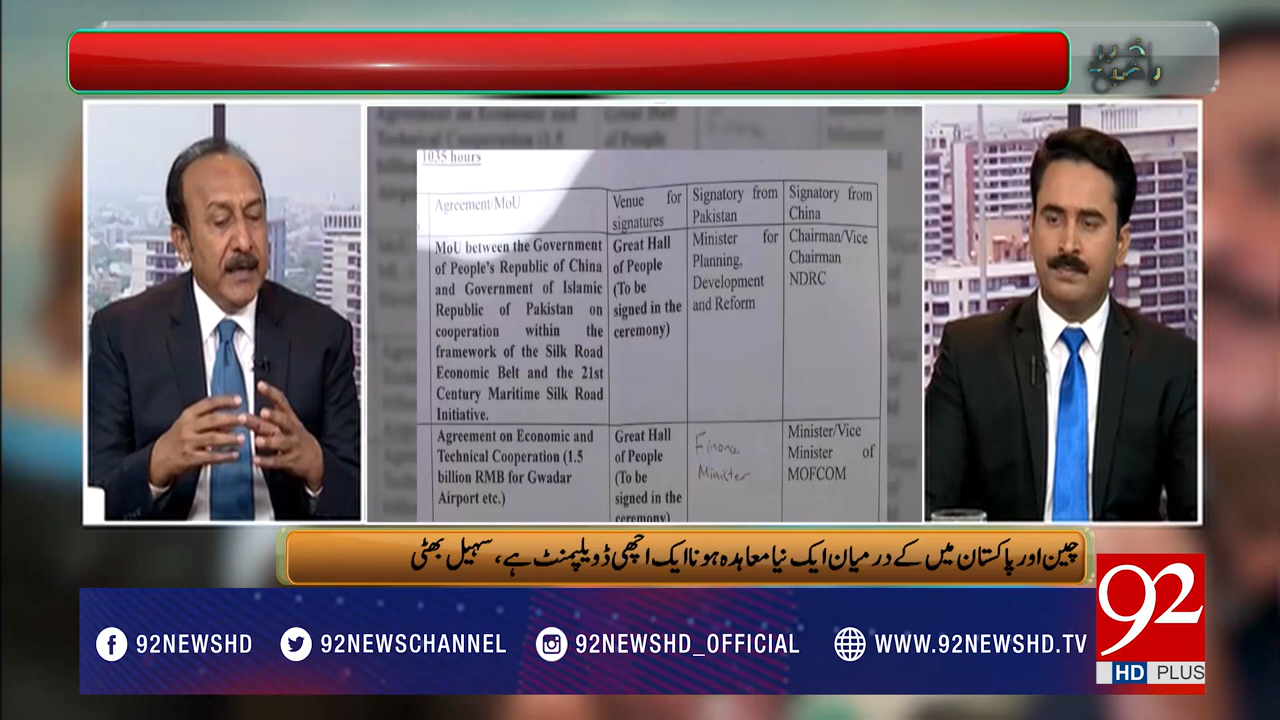 1035 hours
Agreement/MoU
Venue for
signatures
Signatory from
Pakistan
Signatory from
China
MoU between the Government
of People's Republic of China
and Government of Islamic
Republic of Pakistan on
cooperation within the
framework of the Silk Road
Economic Belt and the 21st
Century Maritime Silk Road
Initiative.
Great Hall
of People
(To be
signed in the
ceremony)
Minister for
Planning,
Development
and Reform
Chairman/Vice
Chairman
NDRC
Agreement on Economic and
Technical Cooperation (1.5
billion RMB for Gwadar
Airport etc.)
Great Hall
of People
(To be
signed in the
ceremony)
Finance
Minister
Minister/Vice
Minister of
MOFCOM
چین اور پاکستان میں کے درمیان ایک نیا معاہدہ ہونا ایک اچھی ڈویلپمنٹ ہے، سہیل بھٹی
92NEWSHD
92NEWSCHANNEL
92NEWSHD_OFFICIAL
WWW.92NEWSHD.TV
92
HD PLUS